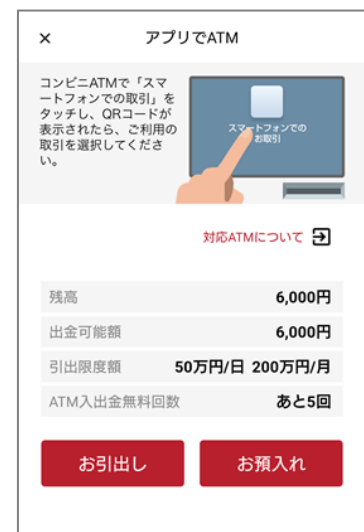 × アプリでATM
コンビニATMで「スマ
ートフォンでの取引」を
タッチし、QRコードが
表示されたら、ご利用の
取引を選択してくださ
い。
スマートフォンでの
お取引
対応ATMについて
残高 6,000円
出金可能額 6,000円
引出限度額 50万円/日 200万円/月
ATM入出金無料回数 あと5回
お引出し お預入れ